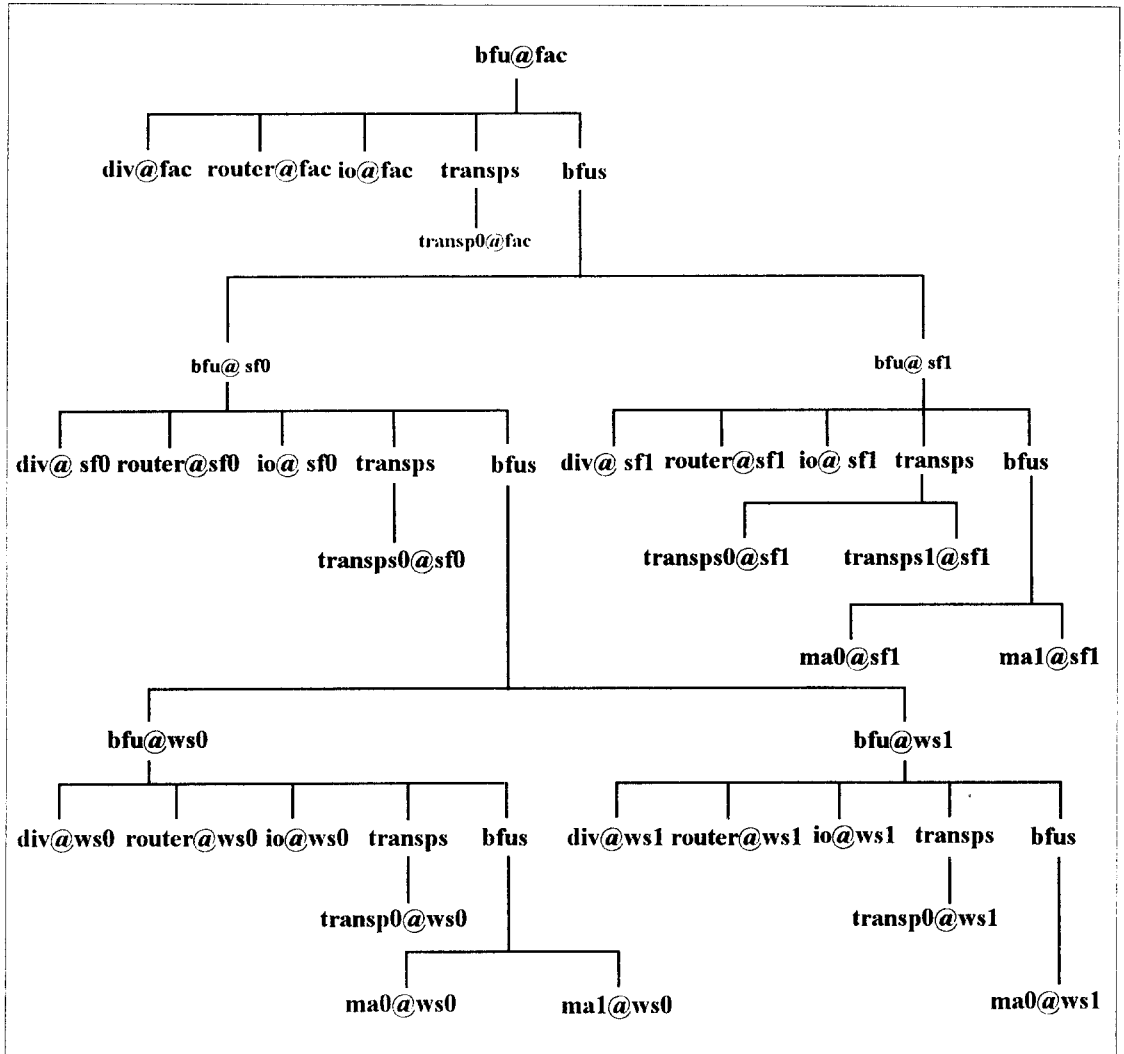 bfu@fac
div@fac router@fac io@fac transps bfus
transp0@fac
bfu@ sf0 bfu@ sf1
div@ sf0 router@sf0 io@ sf0 transps bfus div@ sf1 router@sf1 io@ sf1 transps bfus
transps0@sf0 transps0@sf1 transps1@sf1
ma0@sf1 ma1@sf1
bfu@ws0 bfu@ws1
div@ws0 router@ws0 io@ws0 transps bfus div@ws1 router@ws1 io@ws1 transps bfus
transp0@ws0 transp0@ws1
ma0@ws0 ma1@ws0 ma0@ws1